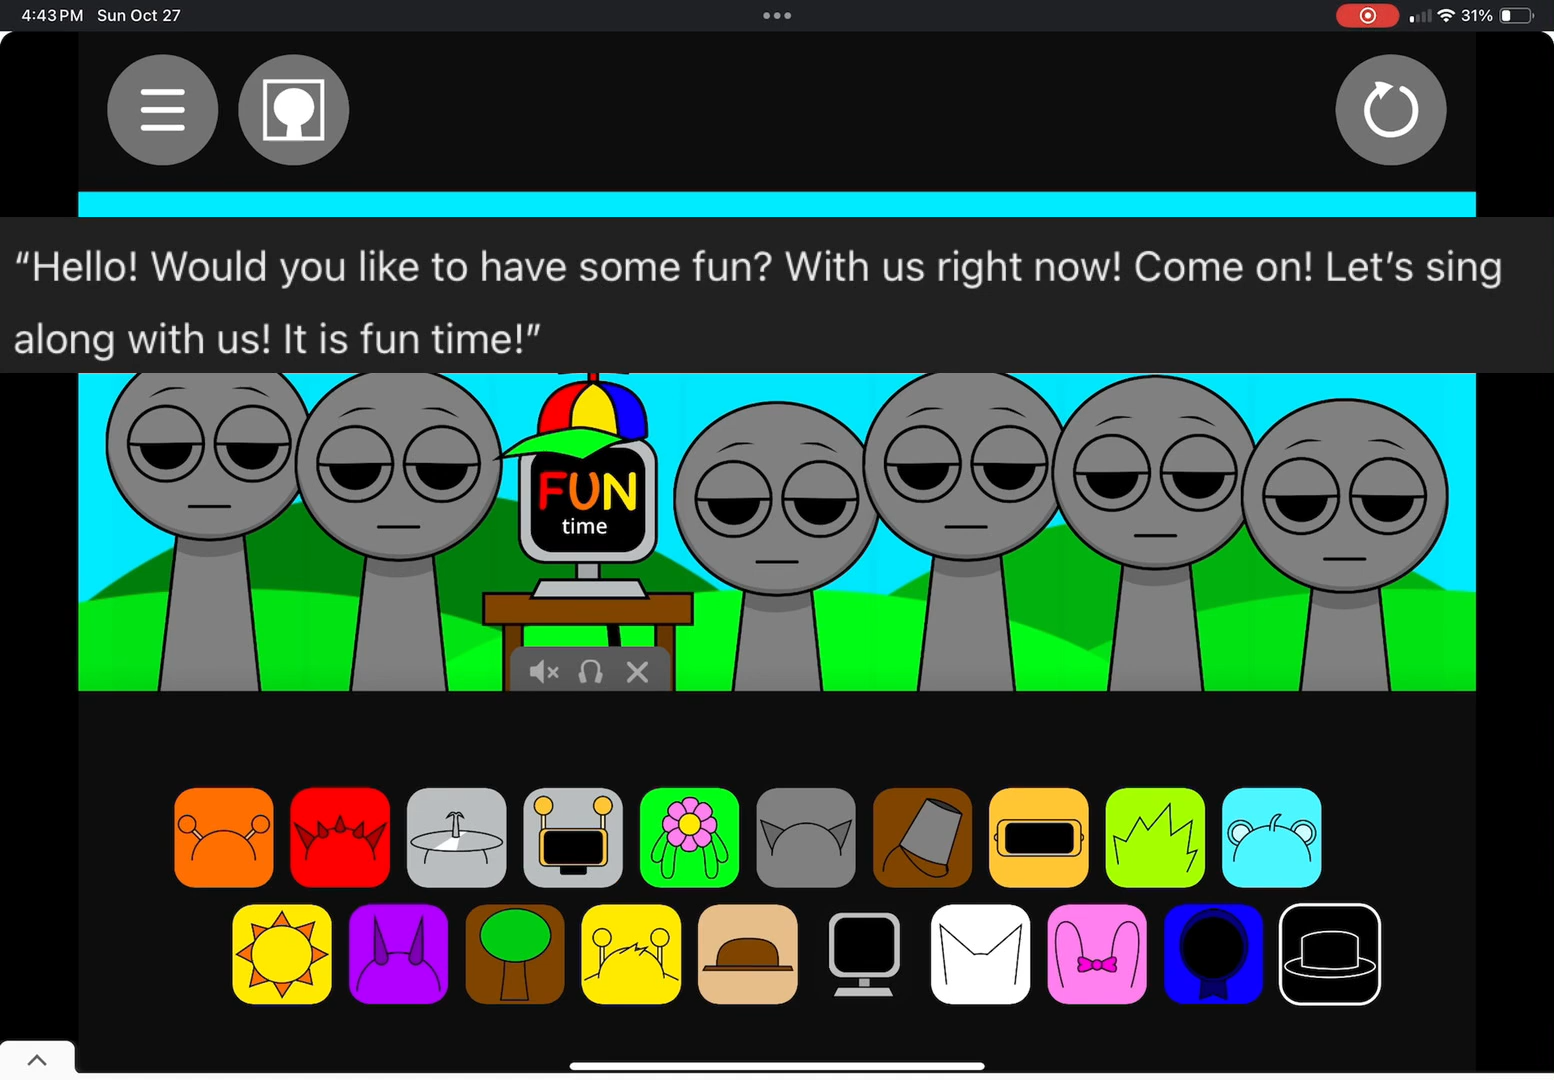 4:43 PM Sun Oct 27
31%
“Hello! Would you like to have some fun? With us right now! Come on! Let’s sing
along with us! It is fun time!”
FUN
time